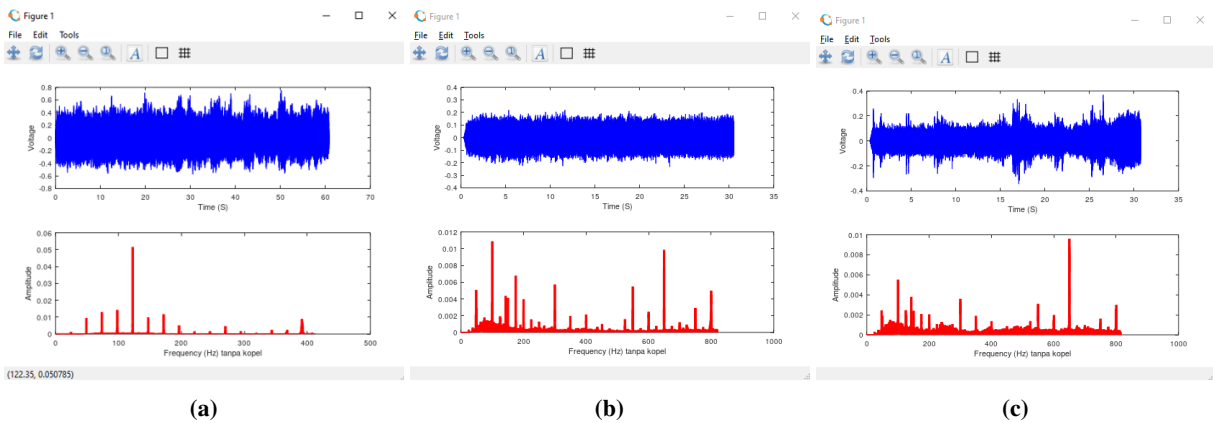 Figure 1
File Edit Tools
A
0.8
0.6
0.4
0.2
0
-0.2
-0.4
-0.6
-0.8
Voltage
0 10 20 30 40 50 60 70
Time (S)
0.06
0.05
0.04
0.03
0.02
0.01
0
Amplitude
0 100 200 300 400 500
Frequency (Hz) tanpa kopel
(122.35, 0.050785)
(a)
Figure 1
File Edit Tools
A
0.4
0.3
0.2
0.1
0
-0.1
-0.2
-0.3
-0.4
Voltage
0 5 10 15 20 25 30 35
Time (S)
0.012
0.01
0.008
0.006
0.004
0.002
0
Amplitude
0 200 400 600 800 1000
Frequency (Hz) tanpa kopel
(b)
Figure 1
File Edit Tools
A
0.4
0.2
0
-0.2
-0.4
Voltage
0 5 10 15 20 25 30 35
Time (S)
0.01
0.008
0.006
0.004
0.002
0
Amplitude
0 200 400 600 800 1000
Frequency (Hz) tanpa kopel
(c)